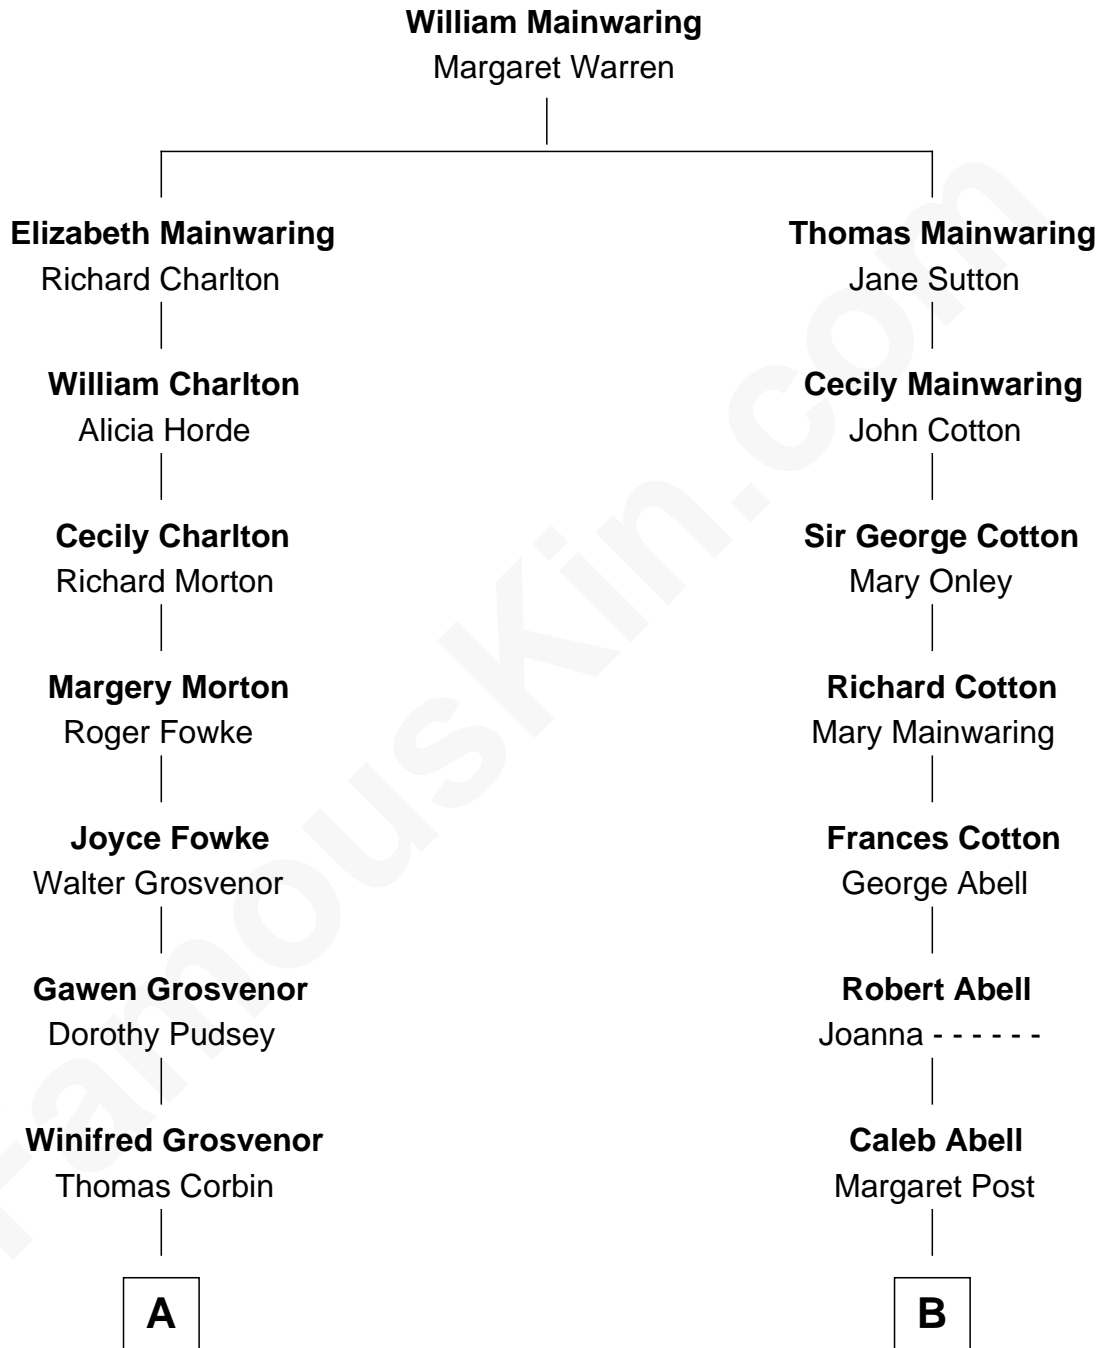 William Mainwaring
Margaret Warren
Elizabeth Mainwaring
Richard Charlton
Thomas Mainwaring
Jane Sutton
William Charlton
Alicia Horde
Cecily Mainwaring
John Cotton
Cecily Charlton
Richard Morton
Sir George Cotton
Mary Onley
Margery Morton
Roger Fowke
Richard Cotton
Mary Mainwaring
Joyce Fowke
Walter Grosvenor
Frances Cotton
George Abell
Gawen Grosvenor
Dorothy Pudsey
Robert Abell
Joanna - - - - - -
Winifred Grosvenor
Thomas Corbin
Caleb Abell
Margaret Post
A
B
FamousKin.com